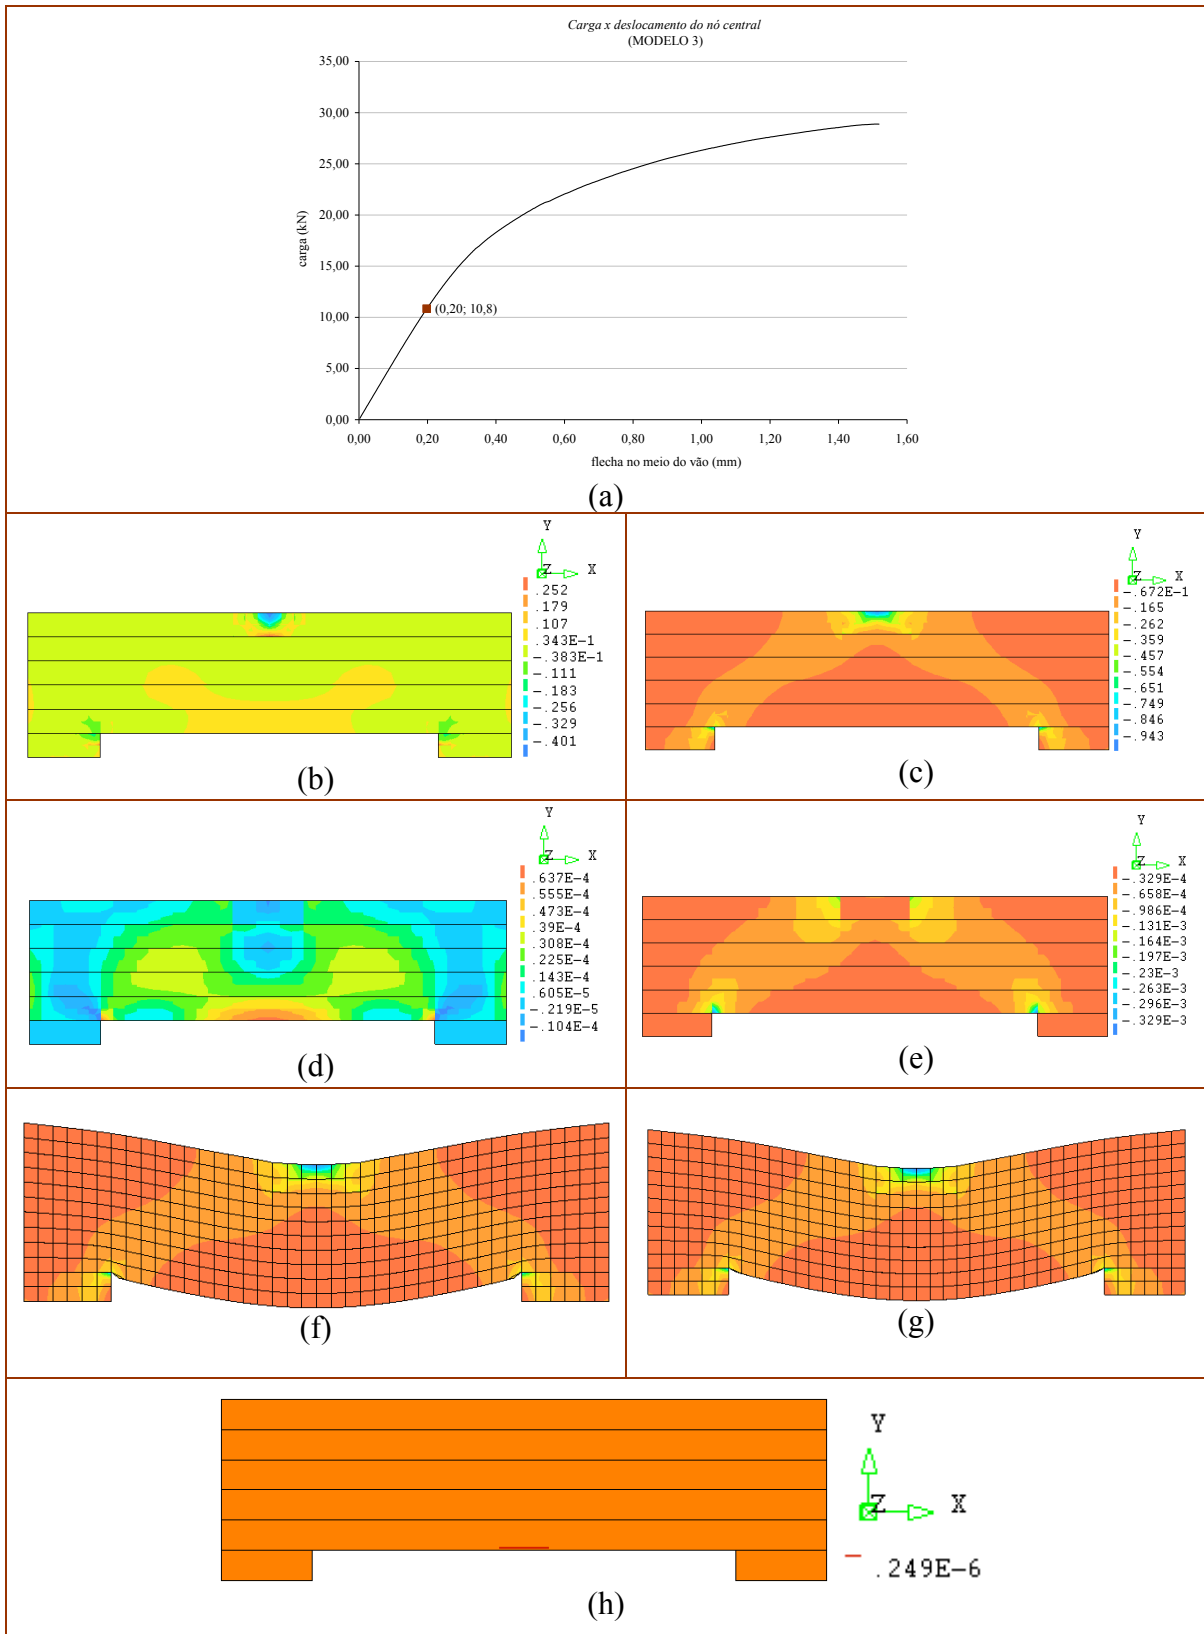 Carga x deslocamento do nó central
(MODELO 3)
35,00
30,00
25,00
20,00
15,00
10,00
5,00
0,00
carga (kN)
(0,20; 10,8)
0,00 0,20 0,40 0,60 0,80 1,00 1,20 1,40 1,60
flecha no meio do vão (mm)
(a)
Y
Z X
.252
.179
.107
.343E-1
-.383E-1
-.111
-.183
-.256
-.329
-.401
(b)
Y
Z X
-.672E-1
-.165
-.262
-.359
-.457
-.554
-.651
-.749
-.846
-.943
(c)
Y
Z X
.637E-4
.555E-4
.473E-4
.39E-4
.308E-4
.225E-4
.143E-4
.605E-5
-.219E-5
-.104E-4
(d)
Y
Z X
-.329E-4
-.658E-4
-.986E-4
-.131E-3
-.164E-3
-.197E-3
-.23E-3
-.263E-3
-.296E-3
-.329E-3
(e)
(f)
(g)
Y
Z X
.249E-6
(h)